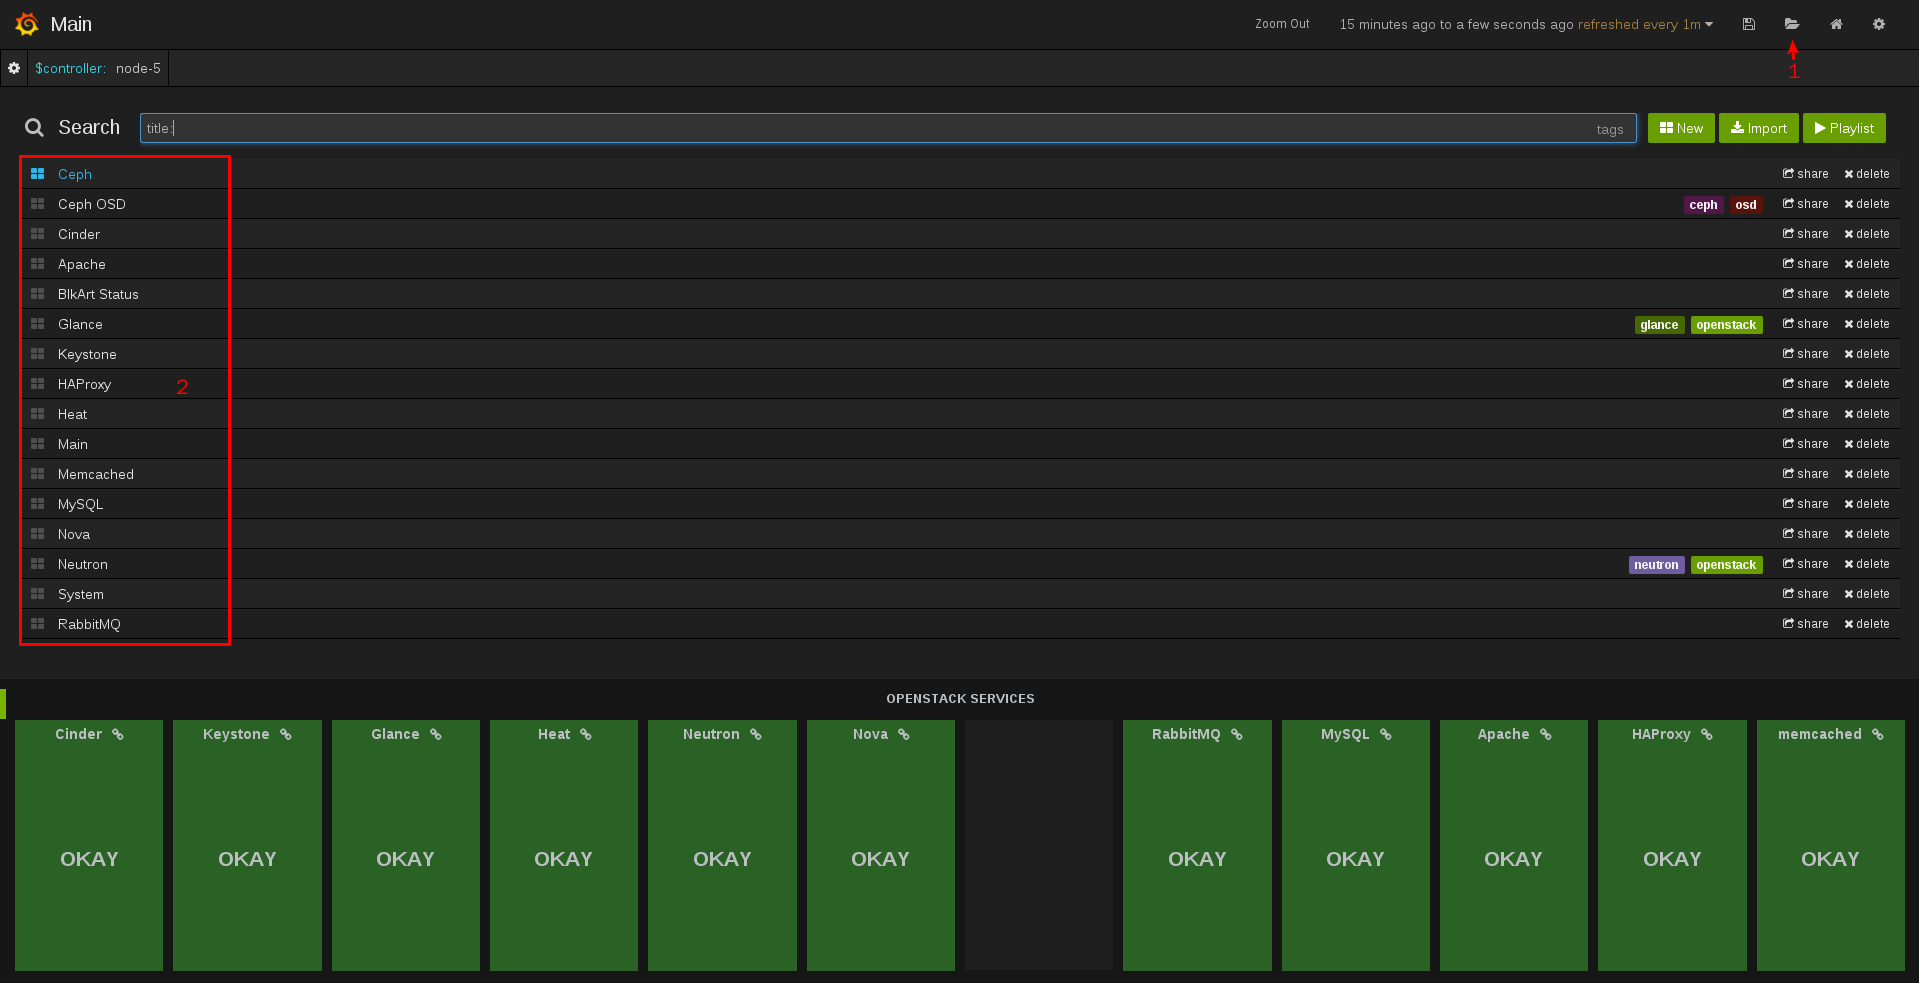 Main Zoom Out 15 minutes ago to a few seconds ago refreshed every 1m
1
$controller: node-5
Search title: tags New Import Playlist
Ceph share delete
Ceph OSD ceph osd share delete
Cinder share delete
Apache share delete
BlkArt Status share delete
Glance glance openstack share delete
Keystone share delete
HAProxy 2 share delete
Heat share delete
Main share delete
Memcached share delete
MySQL share delete
Nova share delete
Neutron neutron openstack share delete
System share delete
RabbitMQ share delete
OPENSTACK SERVICES
Cinder Keystone Glance Heat Neutron Nova RabbitMQ MySQL Apache HAProxy memcached
OKAY OKAY OKAY OKAY OKAY OKAY OKAY OKAY OKAY OKAY OKAY